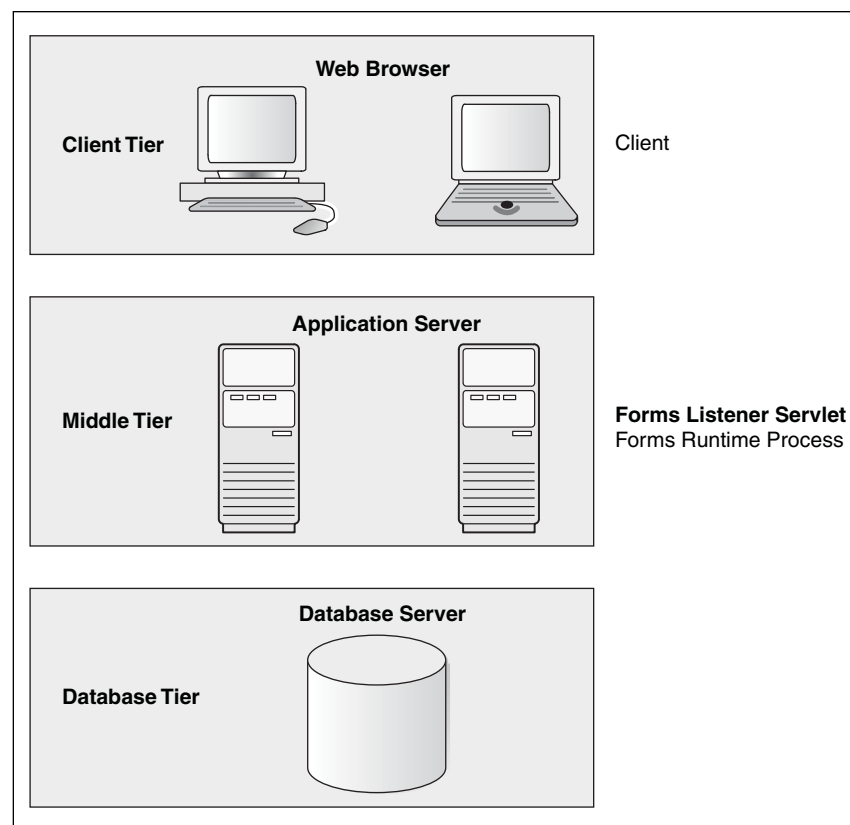 Web Browser
Client Tier
Client
Application Server
Middle Tier
Forms Listener Servlet
Forms Runtime Process
Database Server
Database Tier